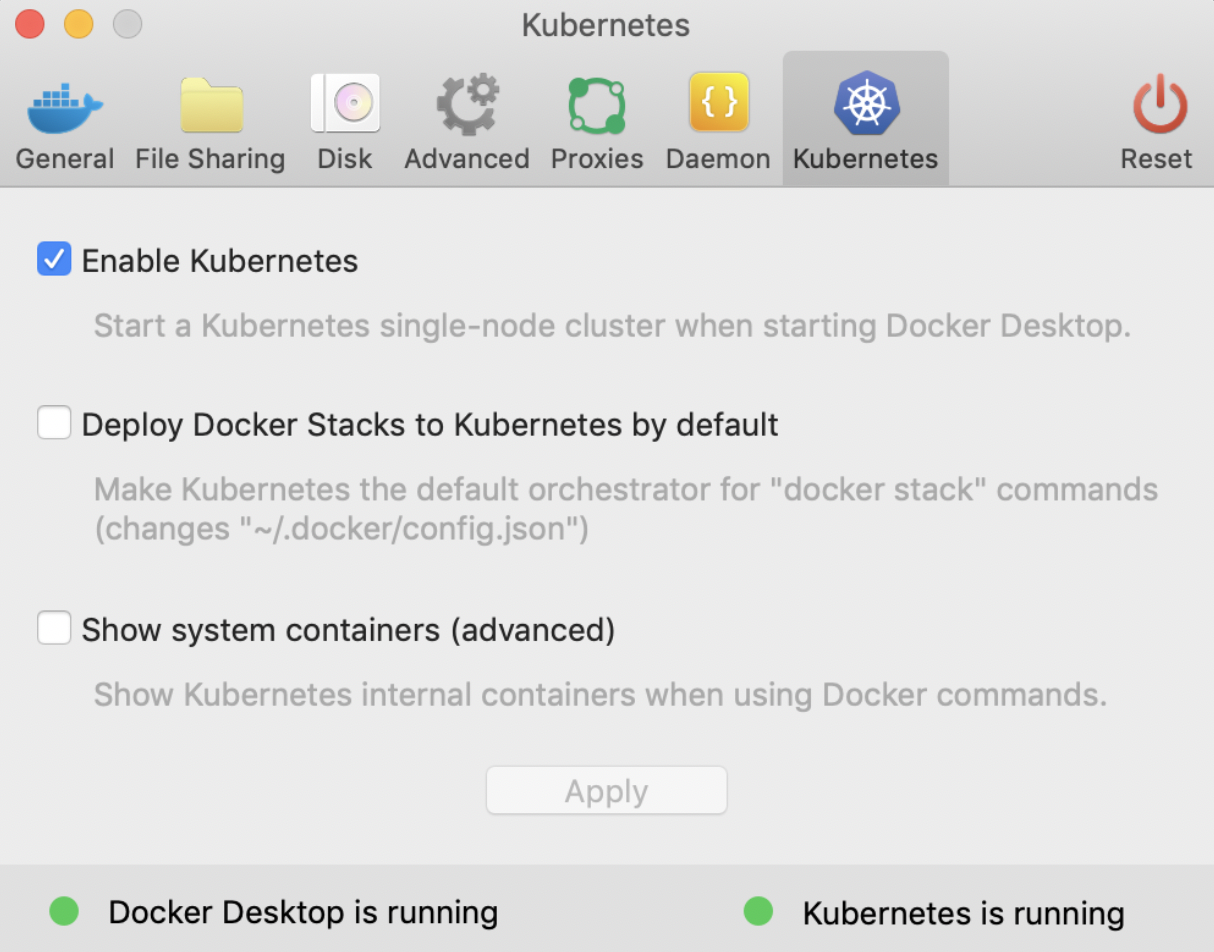 Kubernetes
General
File Sharing
Disk
Advanced
Proxies
{ }
Daemon
Kubernetes
Reset
Enable Kubernetes
Start a Kubernetes single-node cluster when starting Docker Desktop.
Deploy Docker Stacks to Kubernetes by default
Make Kubernetes the default orchestrator for "docker stack" commands
(changes "~/.docker/config.json")
Show system containers (advanced)
Show Kubernetes internal containers when using Docker commands.
Apply
Docker Desktop is running
Kubernetes is running